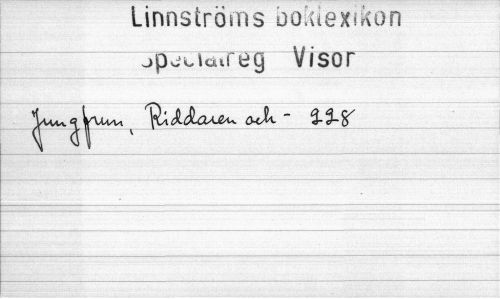 Linnströms boklexikon
Specialreg Visor
Jungfrun, Riddaren och - 228